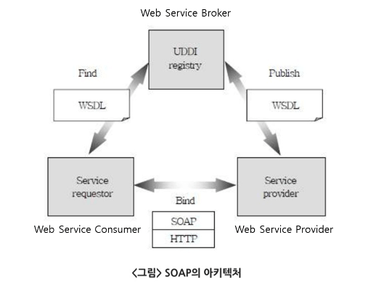 Web Service Broker
UDDI
registry
Find
Publish
WSDL
WSDL
Service
requestor
Service
provider
Bind
Web Service Consumer
Web Service Provider
SOAP
HTTP
<그림> SOAP의 아키텍처